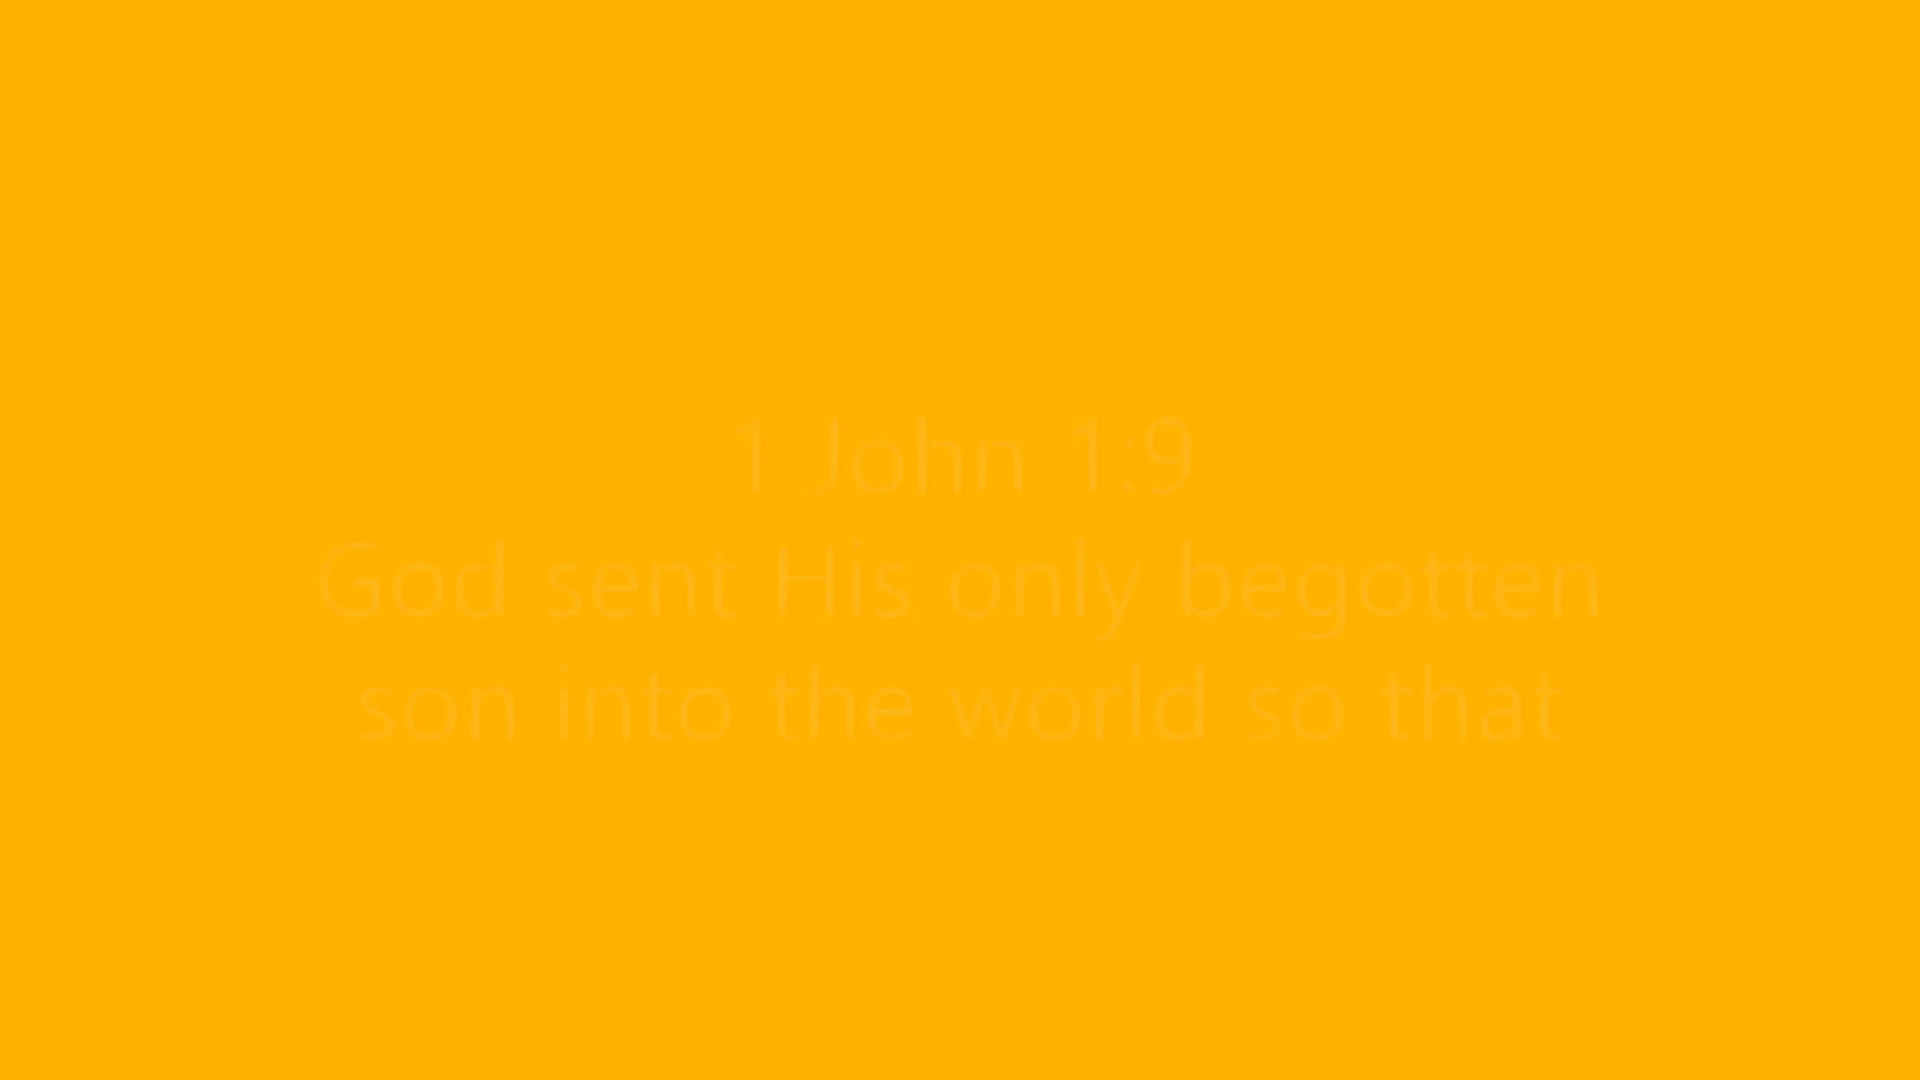 1 John 1:9
God sent His only begotten
son into the world so that